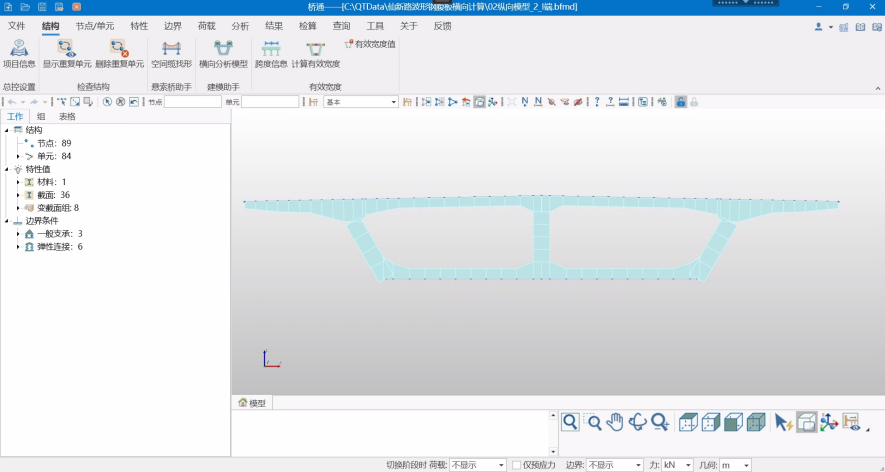 桥通——[C:\QTData\仙新路波形钢腹板横向计算\02纵向模型_2_I端.bfmd]
文件 结构 节点/单元 特性 边界 荷载 分析 结果 检算 查询 工具 关于 反馈
项目信息 显示重复单元 删除重复单元 空间缆找形 横向分析模型 跨度信息 计算有效宽度 有效宽度值
总控设置 检查结构 悬索桥助手 建模助手 有效宽度
节点 单元 基本
工作 组 表格
结构
节点: 89
单元: 84
特性值
材料: 1
截面: 36
变截面组: 8
边界条件
一般支承: 3
弹性连接: 6
模型
切换阶段时 荷载: 不显示 仅预应力 边界: 不显示 力: kN 几何: m